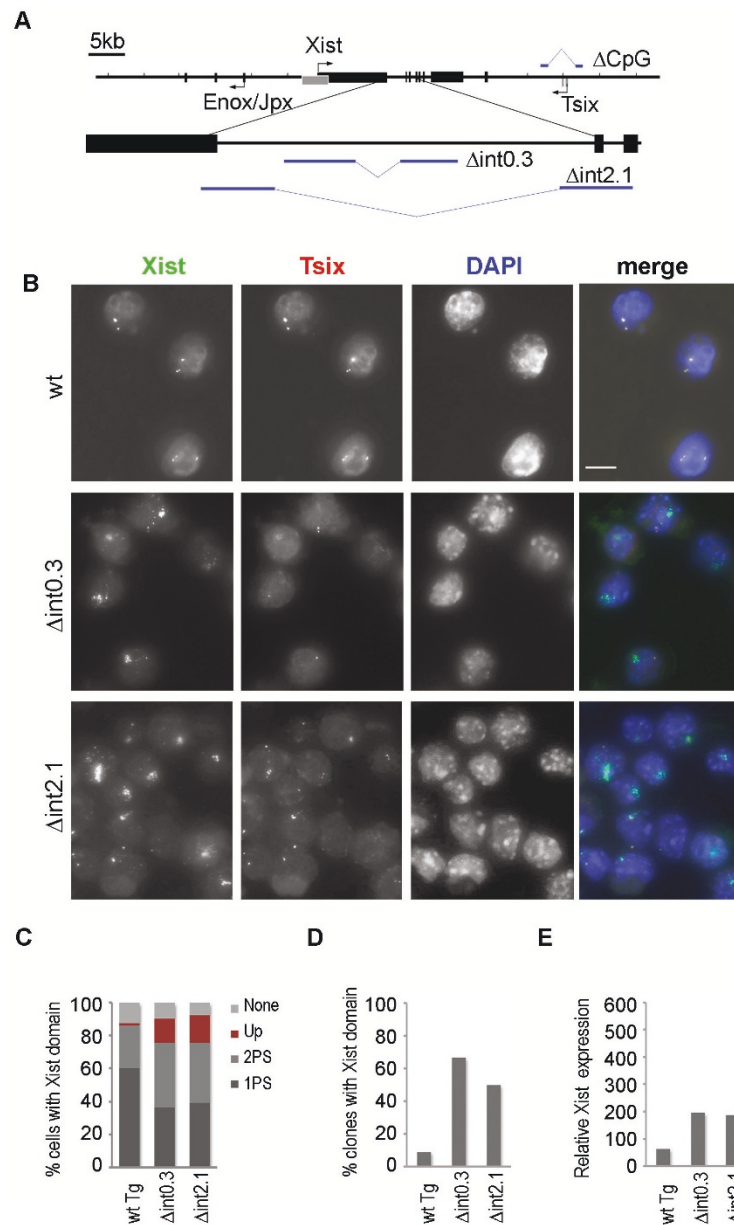 A
5kb
Xist
ΔCpG
Enox/Jpx
Tsix
Δint0.3
Δint2.1
B
Xist Tsix DAPI merge
wt
Δint0.3
Δint2.1
C D E
% cells with Xist domain
100
80
60
40
20
0
None
Up
2PS
1PS
wt Tg
Δint0.3
Δint2.1
% clones with Xist domain
100
80
60
40
20
0
wt Tg
Δint0.3
Δint2.1
Relative Xist expression
600
500
400
300
200
100
0
wt Tg
Δint0.3
Δint2.1